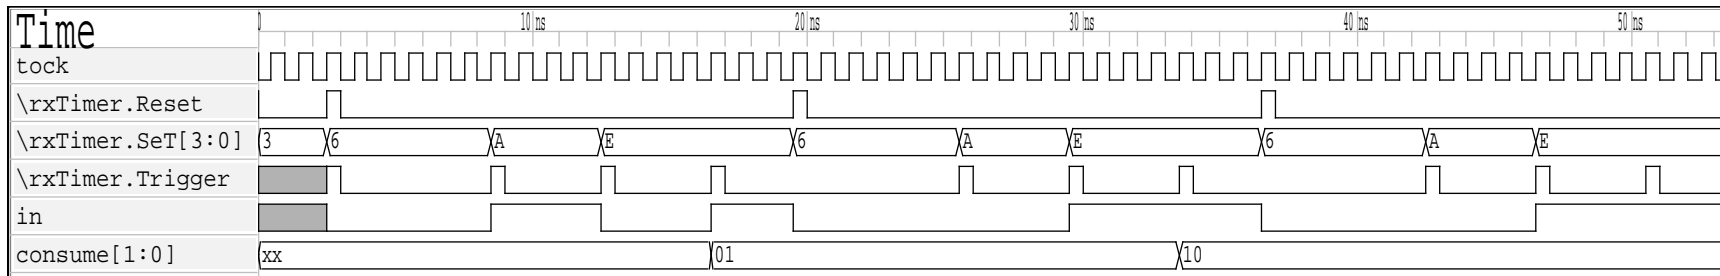 Time 0 10 ns 20 ns 30 ns 40 ns 50 ns
tock
\rxTimer.Reset
\rxTimer.SeT[3:0] 3 6 A E 6 A E 6 A E
\rxTimer.Trigger
in
consume[1:0] xx 01 10